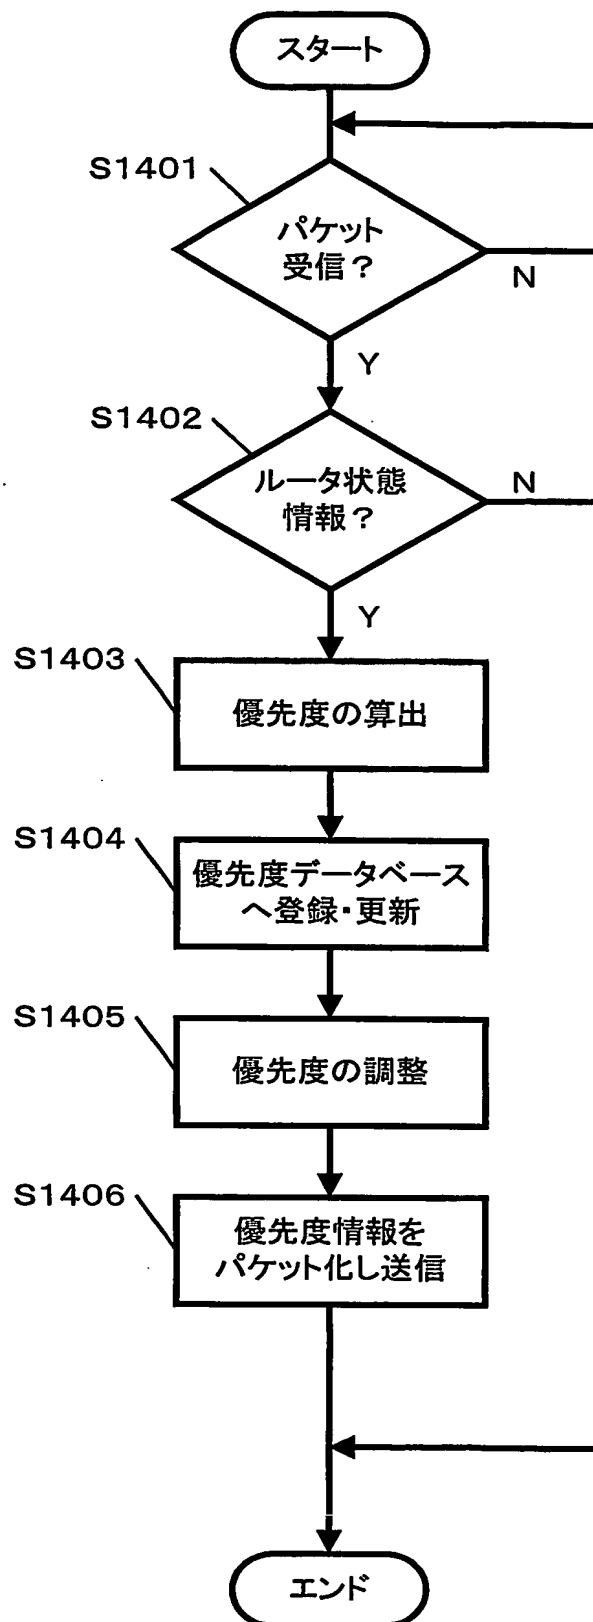 スタート
S1401
パケット
受信？
N
Y
S1402
ルータ状態
情報？
N
Y
S1403
優先度の算出
S1404
優先度データベース
へ登録・更新
S1405
優先度の調整
S1406
優先度情報を
パケット化し送信
エンド